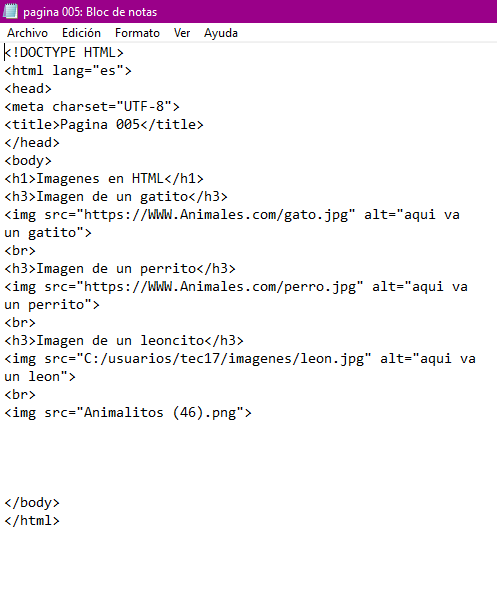 pagina 005: Bloc de notas
Archivo Edición Formato Ver Ayuda
<!DOCTYPE HTML>
<html lang="es">
<head>
<meta charset="UTF-8">
<title>Pagina 005</title>
</head>
<body>
<h1>Imagenes en HTML</h1>
<h3>Imagen de un gatito</h3>
<img src="https://WWW.Animales.com/gato.jpg" alt="aqui va
un gatito">
<br>
<h3>Imagen de un perrito</h3>
<img src="https://WWW.Animales.com/perro.jpg" alt="aqui va
un perrito">
<br>
<h3>Imagen de un leoncito</h3>
<img src="C:/usuarios/tec17/imagenes/leon.jpg" alt="aqui va
un leon">
<br>
<img src="Animalitos (46).png">
</body>
</html>